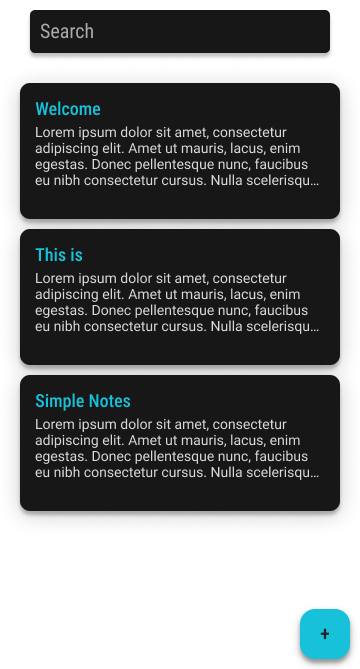 Search
Welcome
Lorem ipsum dolor sit amet, consectetur
adipiscing elit. Amet ut mauris, lacus, enim
egestas. Donec pellentesque nunc, faucibus
eu nibh consectetur cursus. Nulla scelerisqu...
This is
Lorem ipsum dolor sit amet, consectetur
adipiscing elit. Amet ut mauris, lacus, enim
egestas. Donec pellentesque nunc, faucibus
eu nibh consectetur cursus. Nulla scelerisqu...
Simple Notes
Lorem ipsum dolor sit amet, consectetur
adipiscing elit. Amet ut mauris, lacus, enim
egestas. Donec pellentesque nunc, faucibus
eu nibh consectetur cursus. Nulla scelerisqu...
+